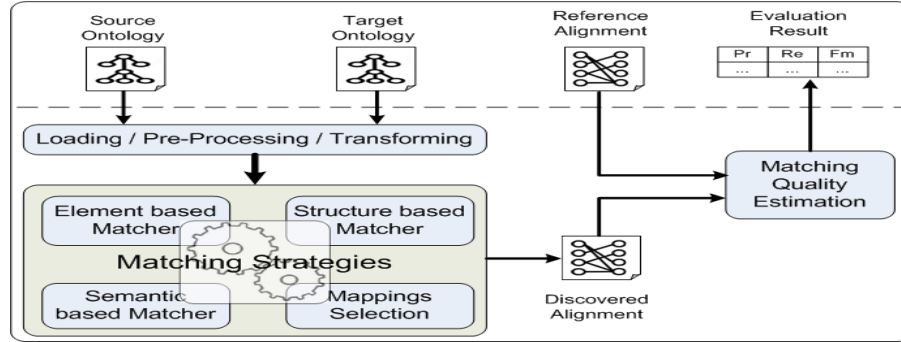 Source
Ontology
Target
Ontology
Reference
Alignment
Evaluation
Result
Pr Re Fm
... ... ...
Loading / Pre-Processing / Transforming
Element based
Matcher
Structure based
Matcher
Matching Strategies
Semantic
based Matcher
Mappings
Selection
Discovered
Alignment
Matching
Quality
Estimation